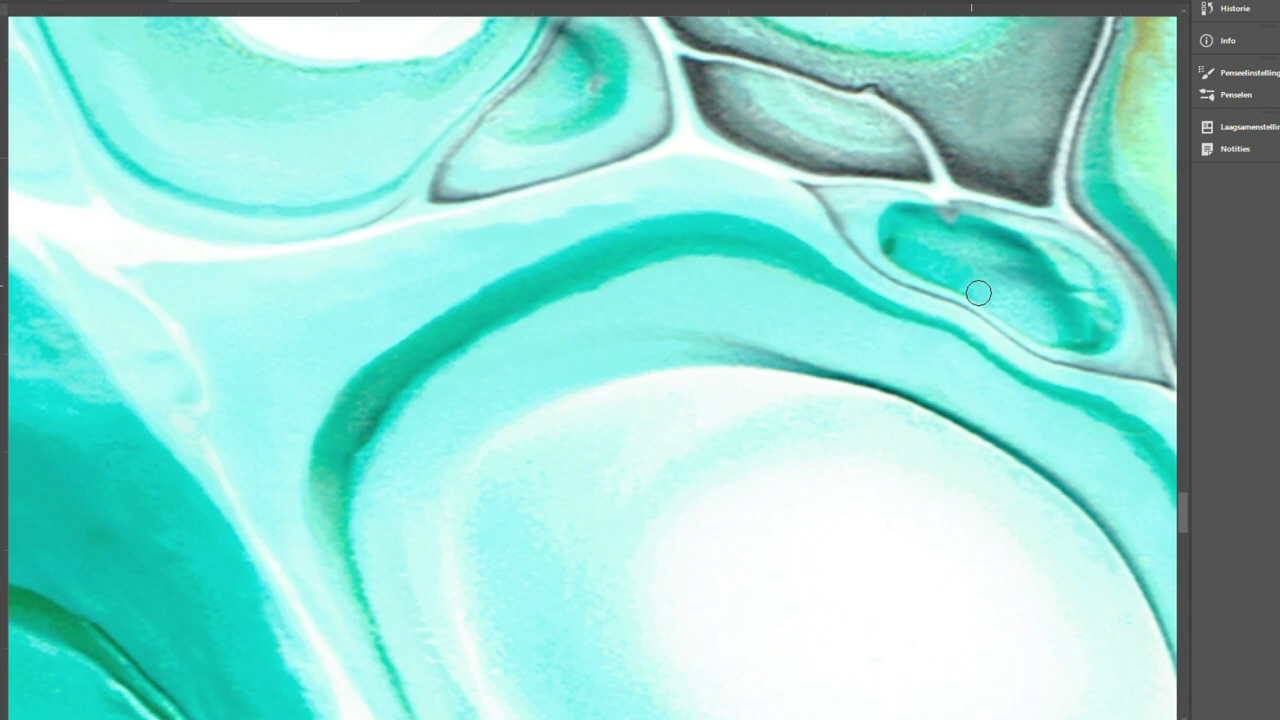 Historie
Info
Penseelinstelling
Penselen
Laagsamenstellin
Notities